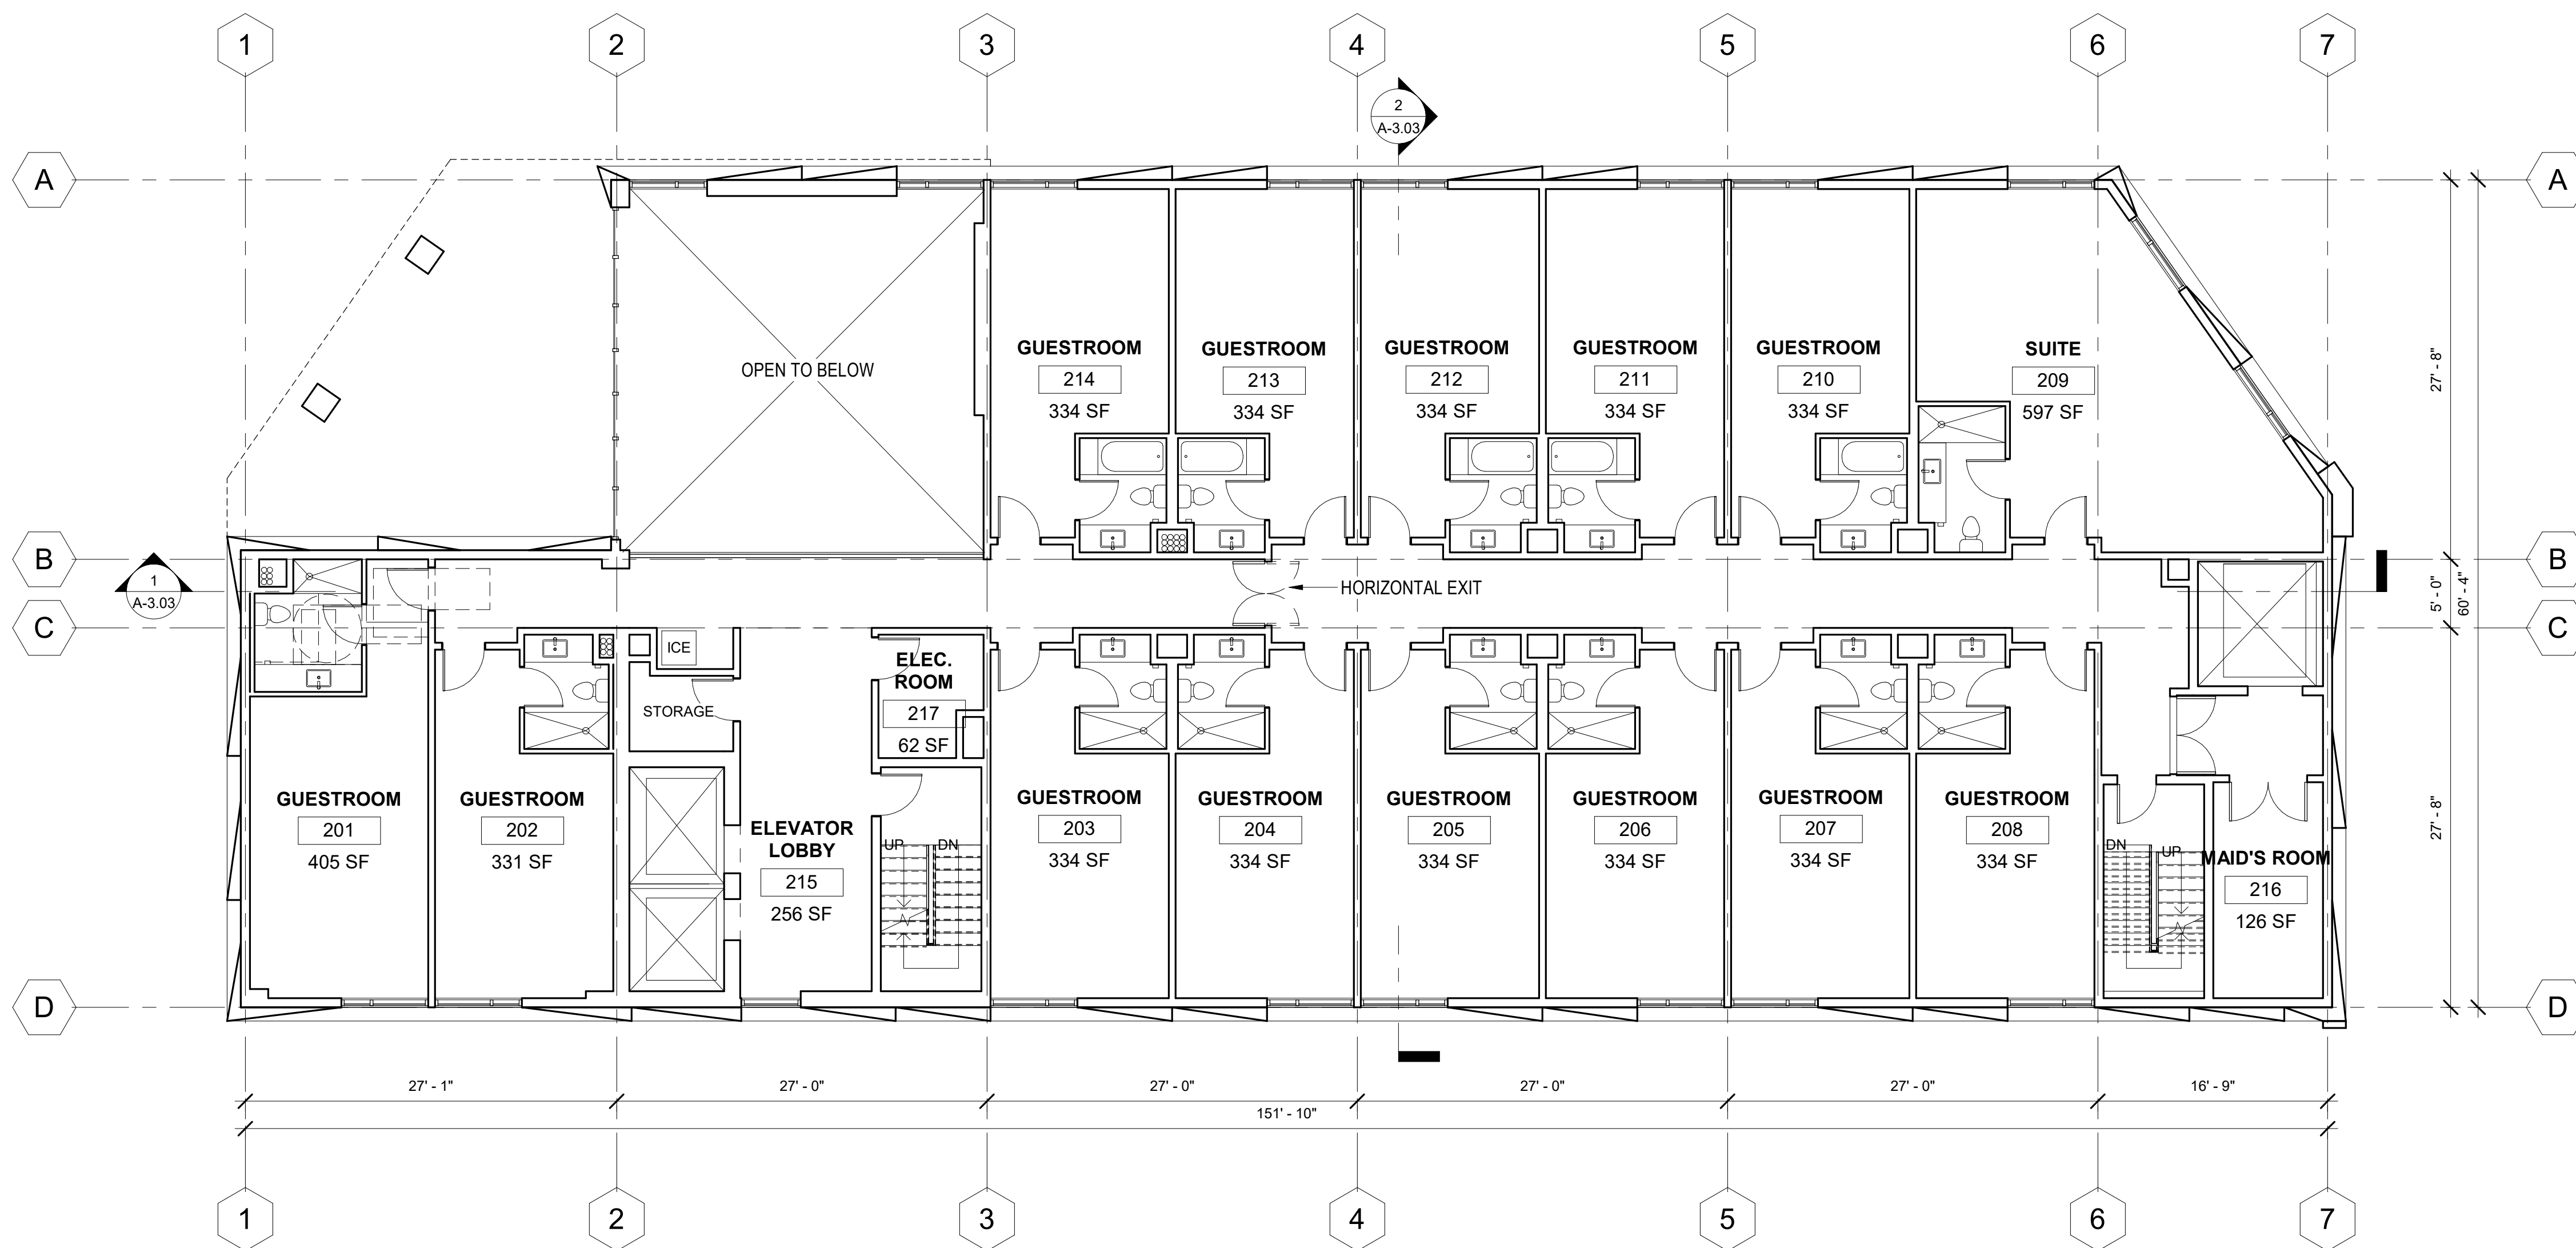 1 2 3 4 5 6 7
2
A-3.03
A A
27' - 8"
GUESTROOM
214
334 SF
GUESTROOM
213
334 SF
GUESTROOM
212
334 SF
GUESTROOM
211
334 SF
GUESTROOM
210
334 SF
SUITE
209
597 SF
OPEN TO BELOW
B B
1
A-3.03
HORIZONTAL EXIT
5' - 0"
60' - 4"
C C
ICE
STORAGE
ELEC.
ROOM
217
62 SF
GUESTROOM
201
405 SF
GUESTROOM
202
331 SF
ELEVATOR
LOBBY
215
256 SF
UP DN
GUESTROOM
203
334 SF
GUESTROOM
204
334 SF
GUESTROOM
205
334 SF
GUESTROOM
206
334 SF
GUESTROOM
207
334 SF
GUESTROOM
208
334 SF
DN UP
MAID'S ROOM
216
126 SF
27' - 8"
D D
27' - 1" 27' - 0" 27' - 0" 27' - 0" 27' - 0" 16' - 9"
151' - 10"
1 2 3 4 5 6 7